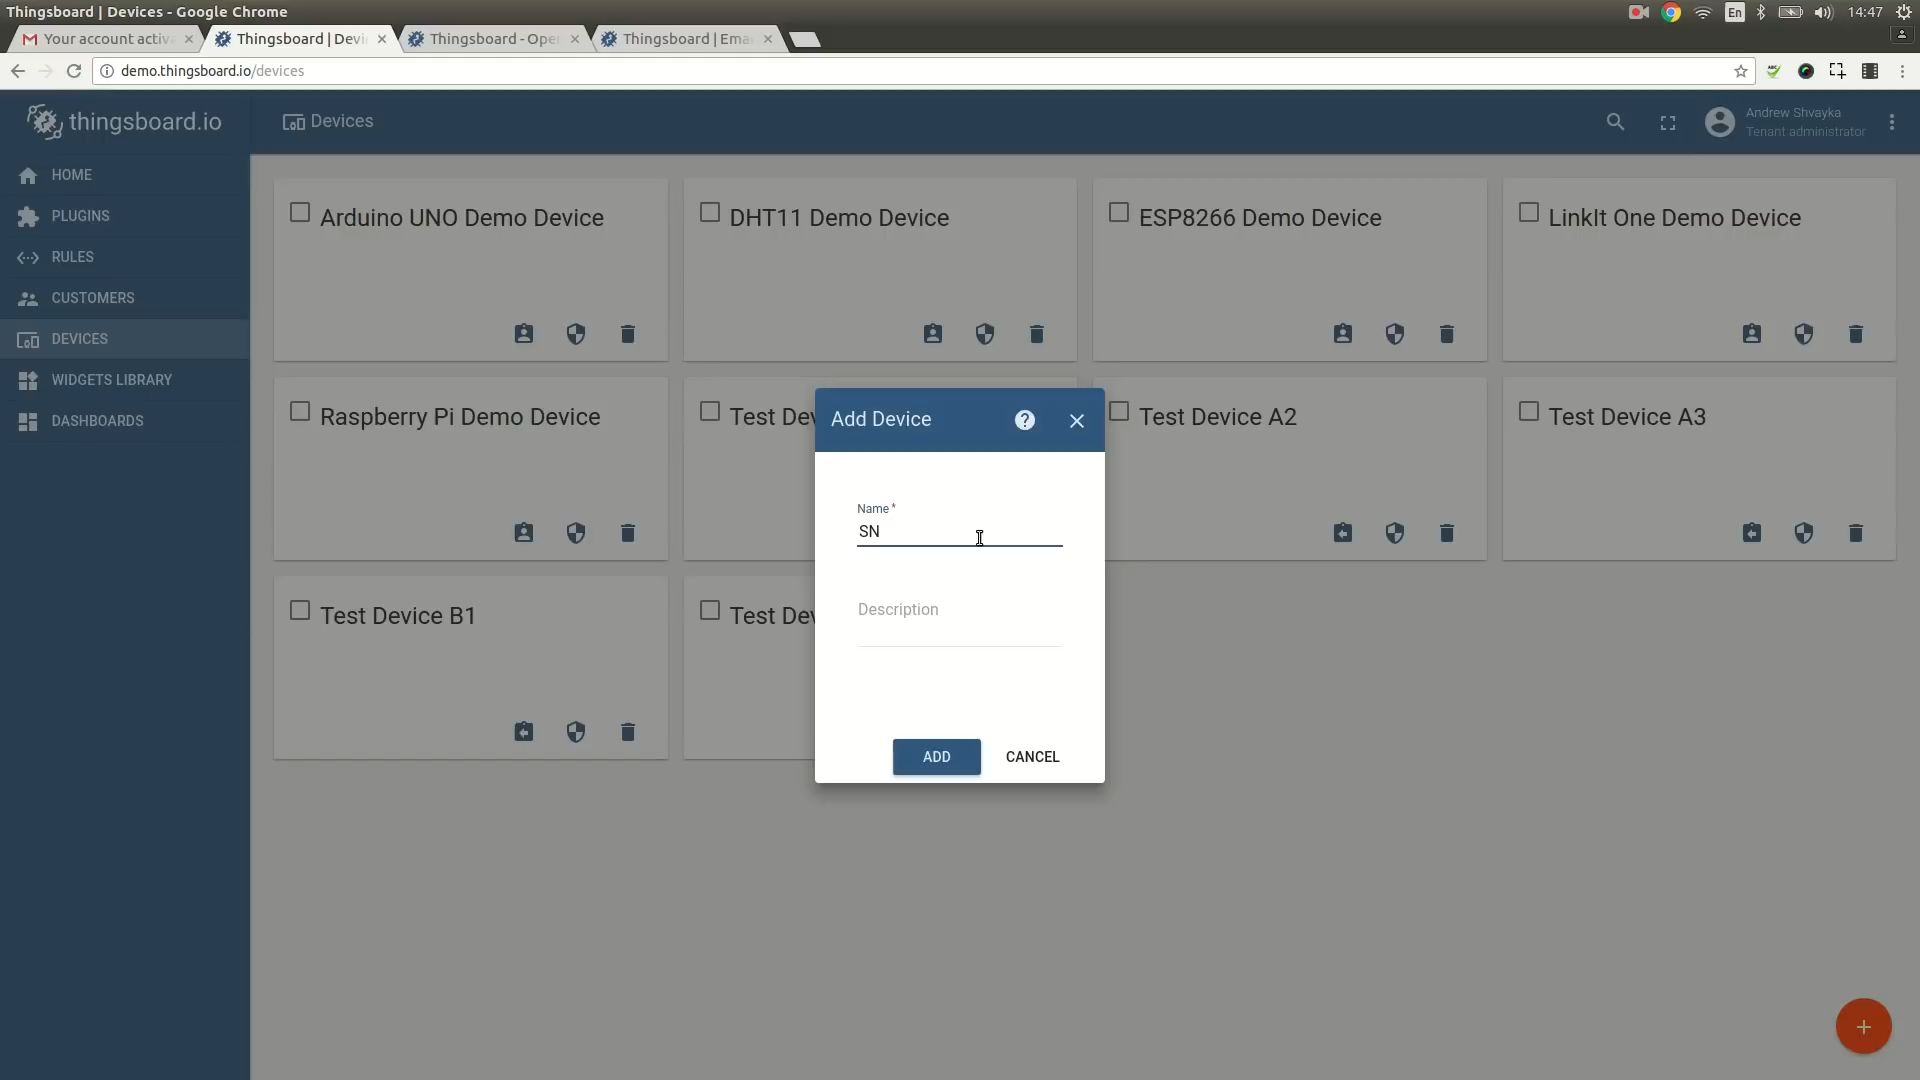 Thingsboard | Devices - Google Chrome
En
14:47
Your account activ
Thingsboard | Devi
Thingsboard - Ope
Thingsboard | Ema
demo.thingsboard.io/devices
thingsboard.io
Devices
Andrew Shvayka
Tenant administrator
HOME
PLUGINS
RULES
CUSTOMERS
DEVICES
WIDGETS LIBRARY
DASHBOARDS
Arduino UNO Demo Device
DHT11 Demo Device
ESP8266 Demo Device
LinkIt One Demo Device
Raspberry Pi Demo Device
Test Dev
Test Device A2
Test Device A3
Test Device B1
Test Dev
Add Device
Name *
SN
Description
ADD
CANCEL